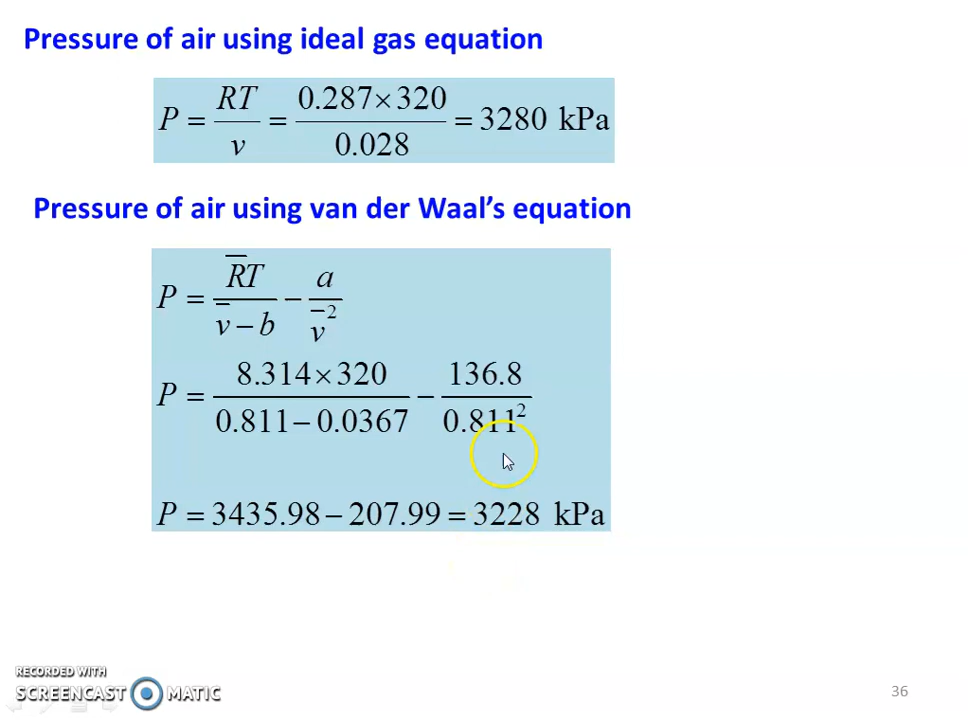 Pressure of air using ideal gas equation
P = RT/v = 0.287×320/0.028 = 3280 kPa
Pressure of air using van der Waal’s equation
P = R̅T/(v̅ − b) − a/v̅²
P = 8.314×320/(0.811−0.0367) − 136.8/0.811²
P = 3435.98 − 207.99 = 3228 kPa
RECORDED WITH
SCREENCAST MATIC
36